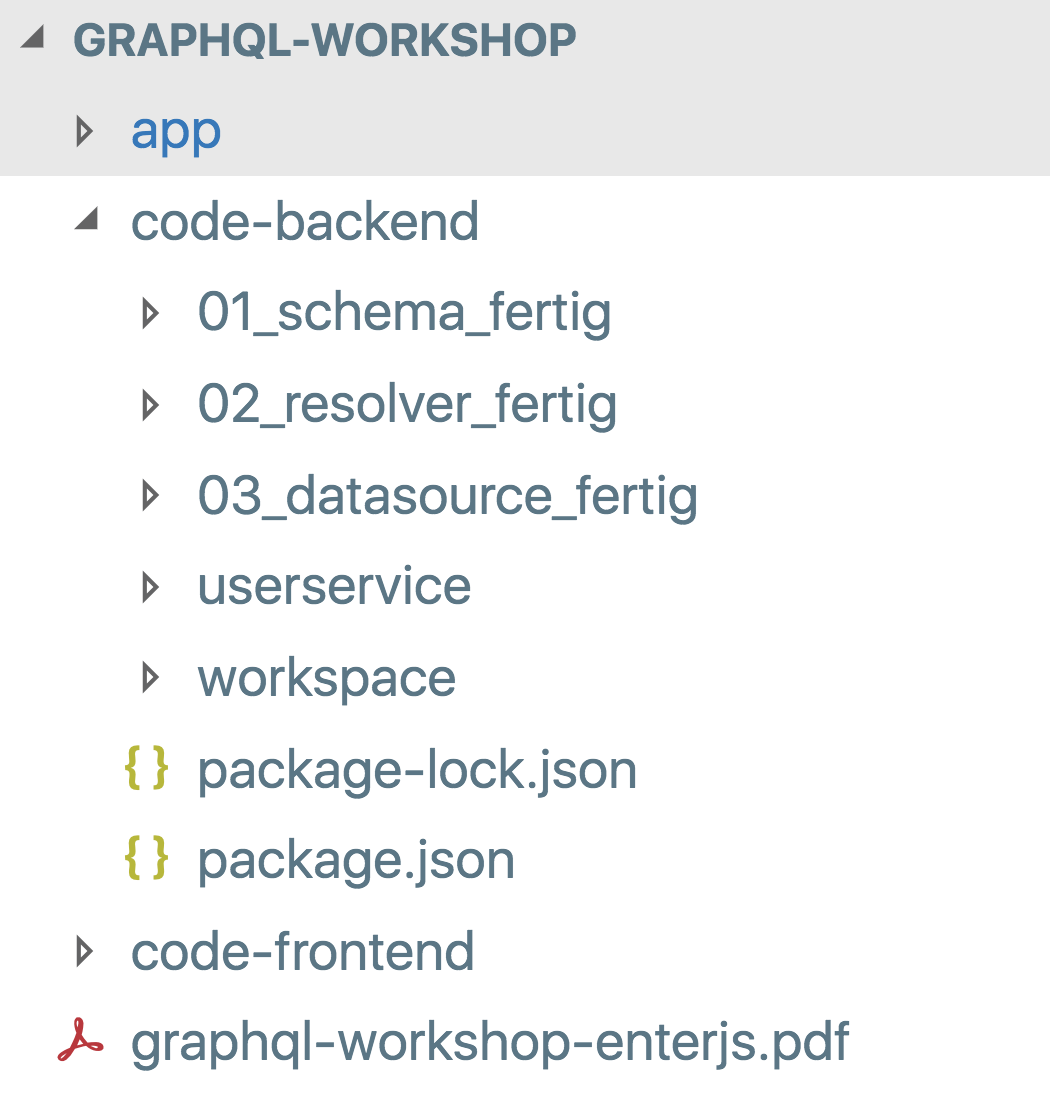 GRAPHQL-WORKSHOP
app
code-backend
01_schema_fertig
02_resolver_fertig
03_datasource_fertig
userservice
workspace
{ } package-lock.json
{ } package.json
code-frontend
graphql-workshop-enterjs.pdf